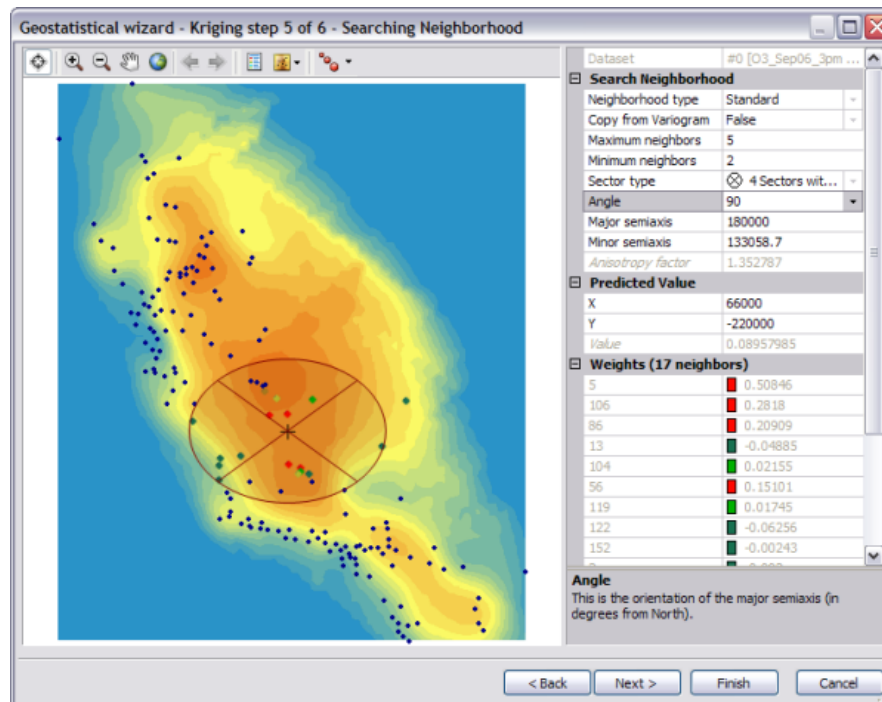 Geostatistical wizard - Kriging step 5 of 6 - Searching Neighborhood
Dataset #0 [O3_Sep06_3pm ...
Search Neighborhood
Neighborhood type Standard
Copy from Variogram False
Maximum neighbors 5
Minimum neighbors 2
Sector type 4 Sectors wit...
Angle 90
Major semiaxis 180000
Minor semiaxis 133058.7
Anisotropy factor 1.352787
Predicted Value
X 66000
Y -220000
Value 0.08957985
Weights (17 neighbors)
5 0.50846
106 0.2818
86 0.20909
13 -0.04885
104 0.02155
56 0.15101
119 0.01745
122 -0.06256
152 -0.00243
Angle
This is the orientation of the major semiaxis (in
degrees from North).
< Back Next > Finish Cancel